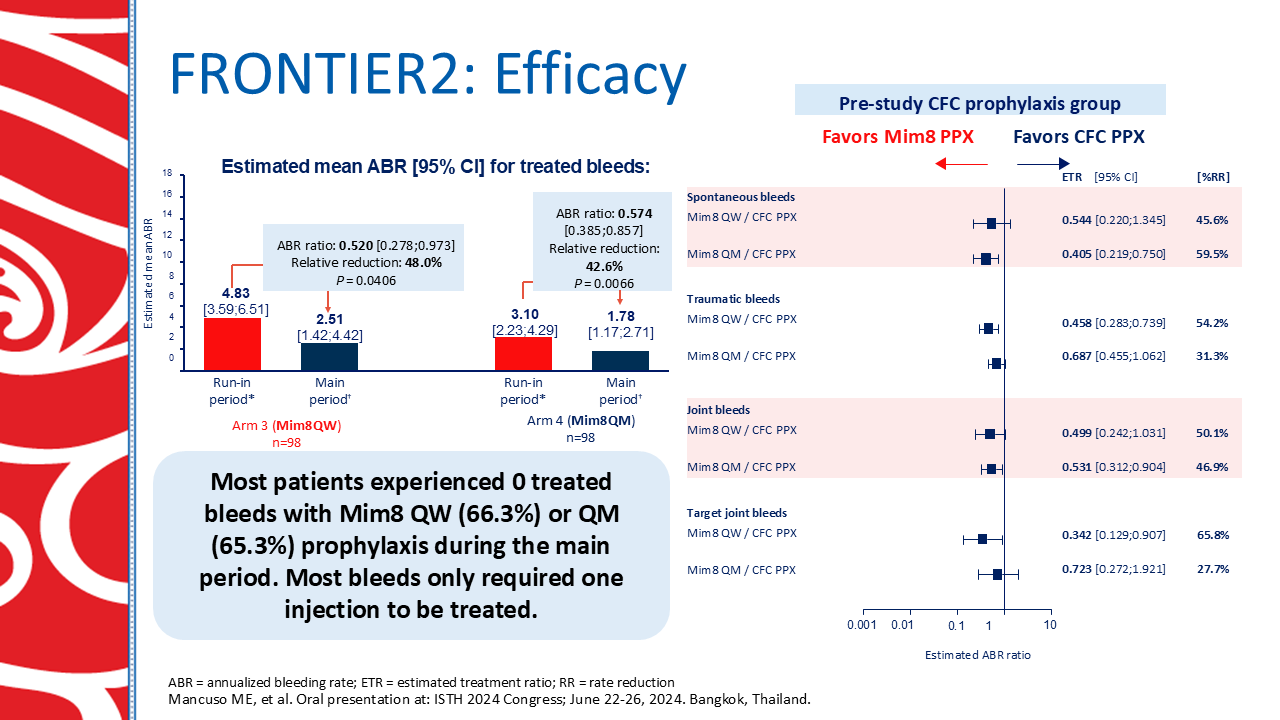 FRONTIER2: Efficacy
Estimated mean ABR [95% CI] for treated bleeds:
Estimated mean ABR
18
16
14
12
10
8
6
4
2
0
ABR ratio: 0.520 [0.278;0.973]
Relative reduction: 48.0%
P = 0.0406
ABR ratio: 0.574
[0.385;0.857]
Relative reduction:
42.6%
P = 0.0066
4.83
[3.59;6.51]
2.51
[1.42;4.42]
3.10
[2.23;4.29]
1.78
[1.17;2.71]
Run-in
period*
Main
period†
Run-in
period*
Main
period†
Arm 3 (Mim8QW)
n=98
Arm 4 (Mim8QM)
n=98
Most patients experienced 0 treated
bleeds with Mim8 QW (66.3%) or QM
(65.3%) prophylaxis during the main
period. Most bleeds only required one
injection to be treated.
Pre-study CFC prophylaxis group
Favors Mim8 PPX Favors CFC PPX
ETR [95% CI] [%RR]
Spontaneous bleeds
Mim8 QW / CFC PPX 0.544 [0.220;1.345] 45.6%
Mim8 QM / CFC PPX 0.405 [0.219;0.750] 59.5%
Traumatic bleeds
Mim8 QW / CFC PPX 0.458 [0.283;0.739] 54.2%
Mim8 QM / CFC PPX 0.687 [0.455;1.062] 31.3%
Joint bleeds
Mim8 QW / CFC PPX 0.499 [0.242;1.031] 50.1%
Mim8 QM / CFC PPX 0.531 [0.312;0.904] 46.9%
Target joint bleeds
Mim8 QW / CFC PPX 0.342 [0.129;0.907] 65.8%
Mim8 QM / CFC PPX 0.723 [0.272;1.921] 27.7%
0.001 0.01 0.1 1 10
Estimated ABR ratio
ABR = annualized bleeding rate; ETR = estimated treatment ratio; RR = rate reduction
Mancuso ME, et al. Oral presentation at: ISTH 2024 Congress; June 22-26, 2024. Bangkok, Thailand.